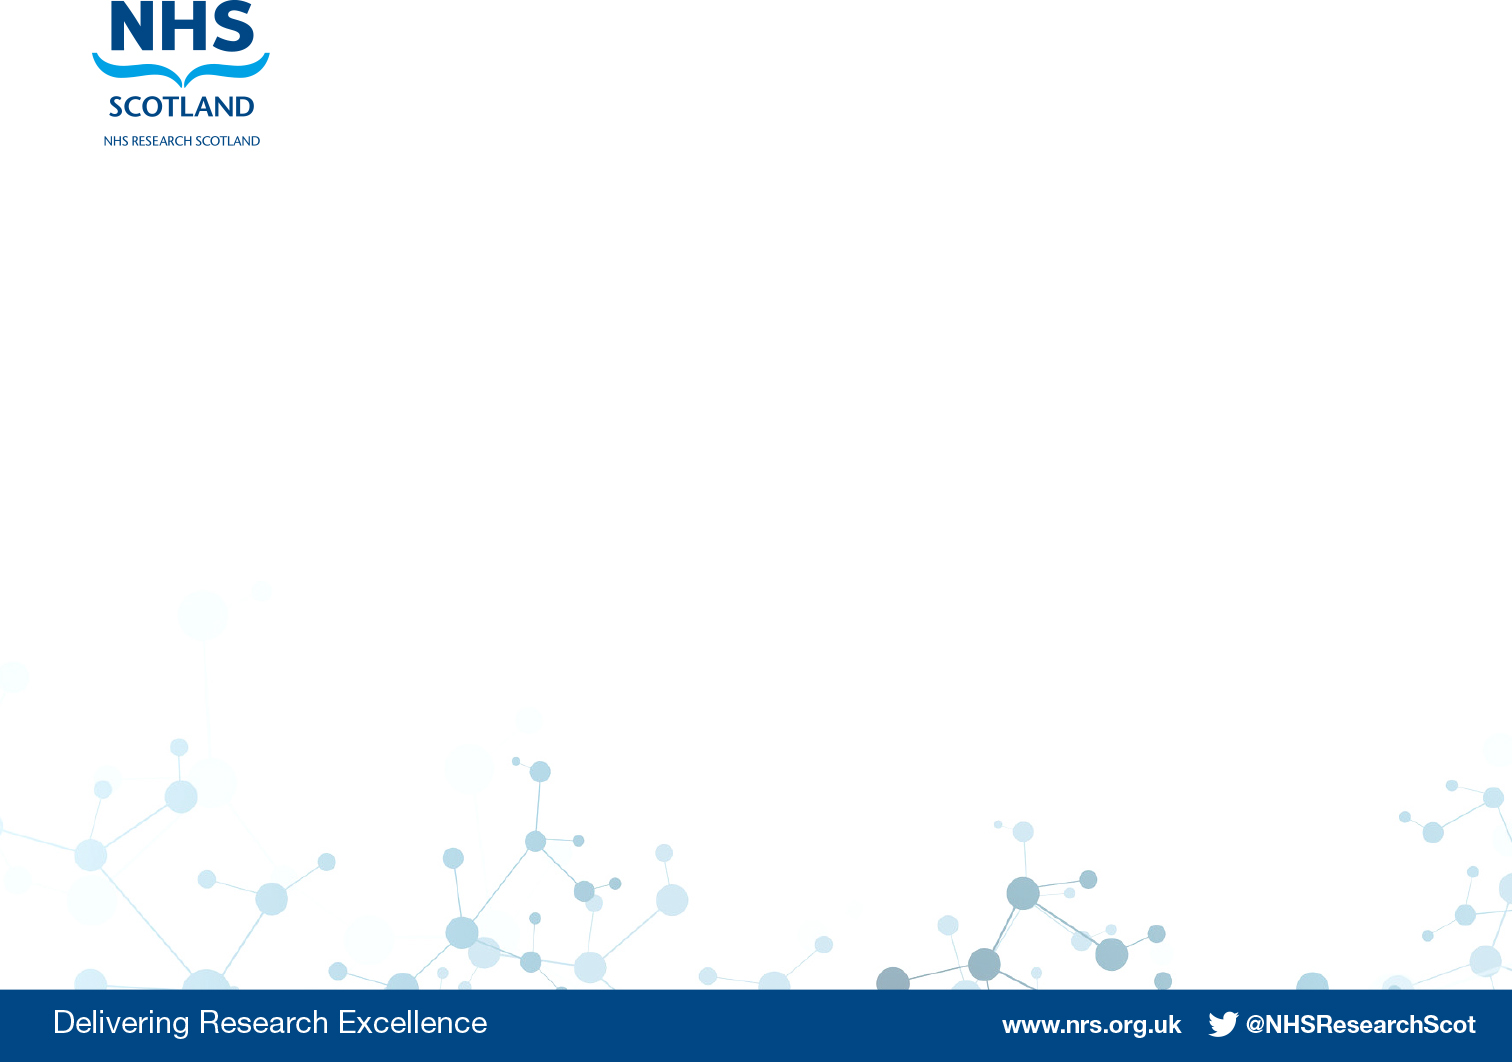 NHS
SCOTLAND
NHS RESEARCH SCOTLAND
Delivering Research Excellence
www.nrs.org.uk
@NHSResearchScot